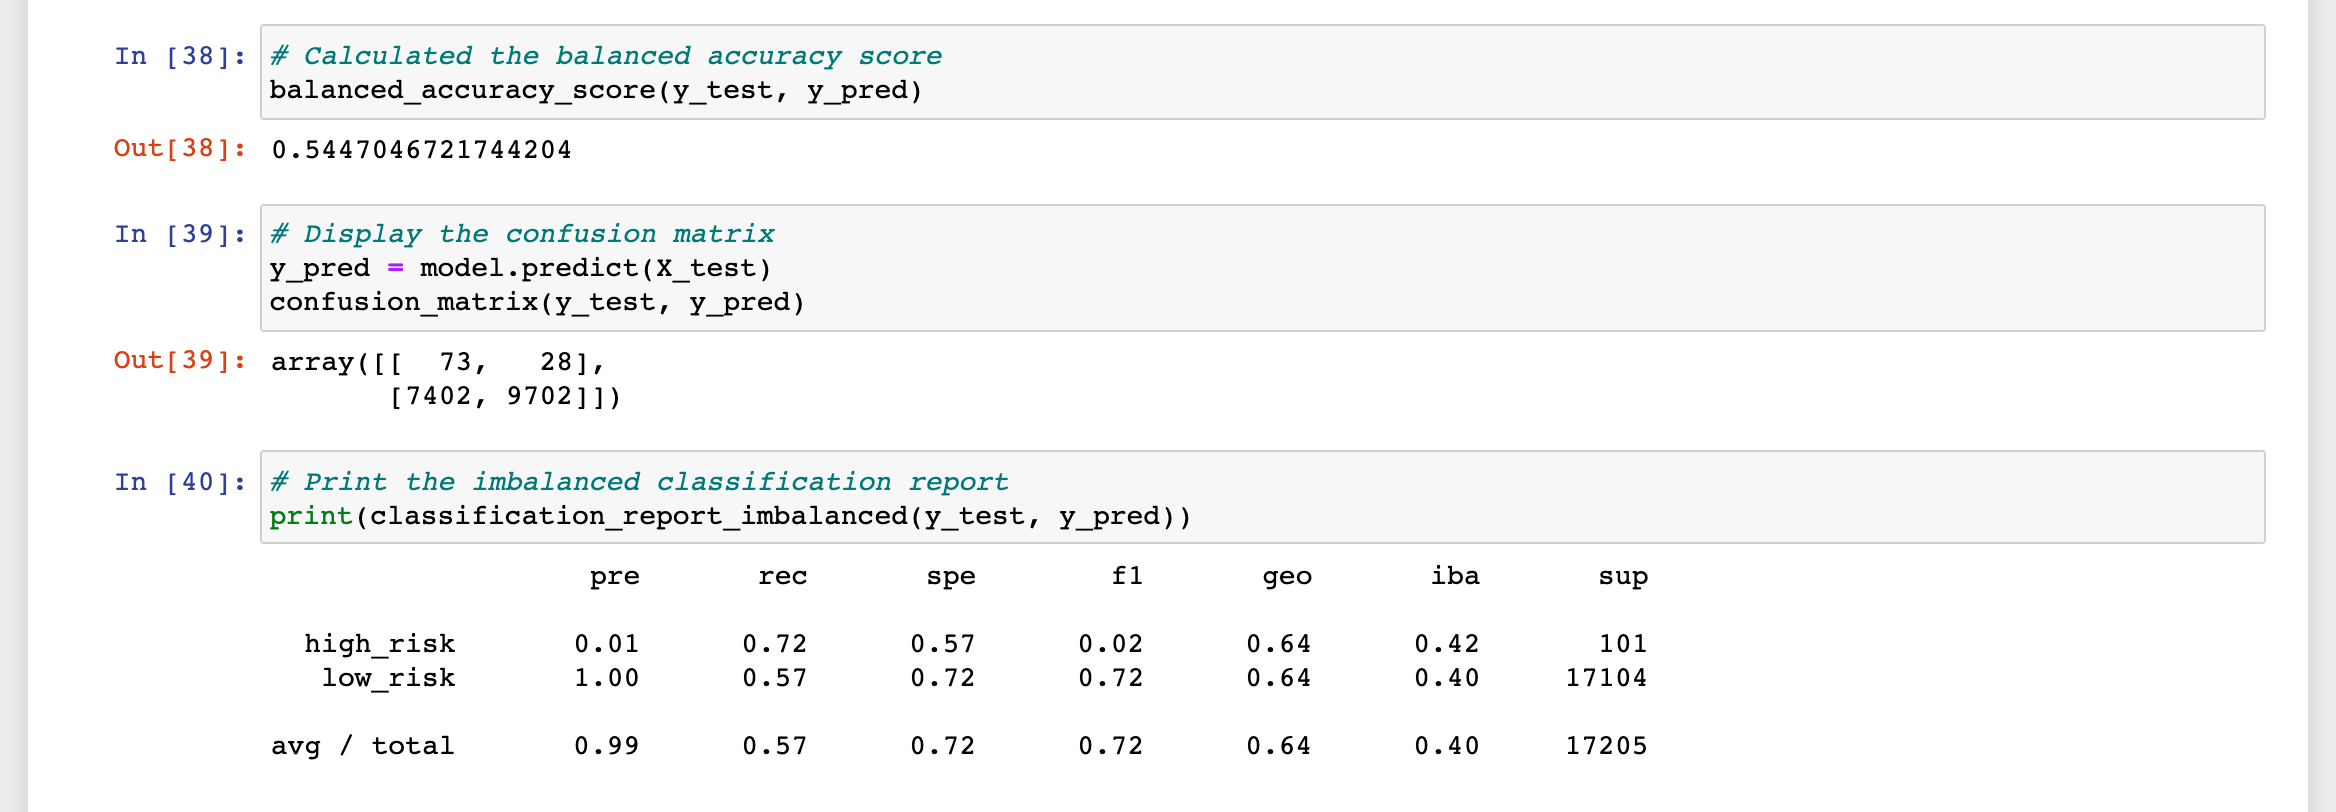 In [38]: # Calculated the balanced accuracy score
balanced_accuracy_score(y_test, y_pred)
Out[38]: 0.5447046721744204
In [39]: # Display the confusion matrix
y_pred = model.predict(X_test)
confusion_matrix(y_test, y_pred)
Out[39]: array([[  73,   28],
       [7402, 9702]])
In [40]: # Print the imbalanced classification report
print(classification_report_imbalanced(y_test, y_pred))
pre rec spe f1 geo iba sup
high_risk 0.01 0.72 0.57 0.02 0.64 0.42 101
low_risk 1.00 0.57 0.72 0.72 0.64 0.40 17104
avg / total 0.99 0.57 0.72 0.72 0.64 0.40 17205